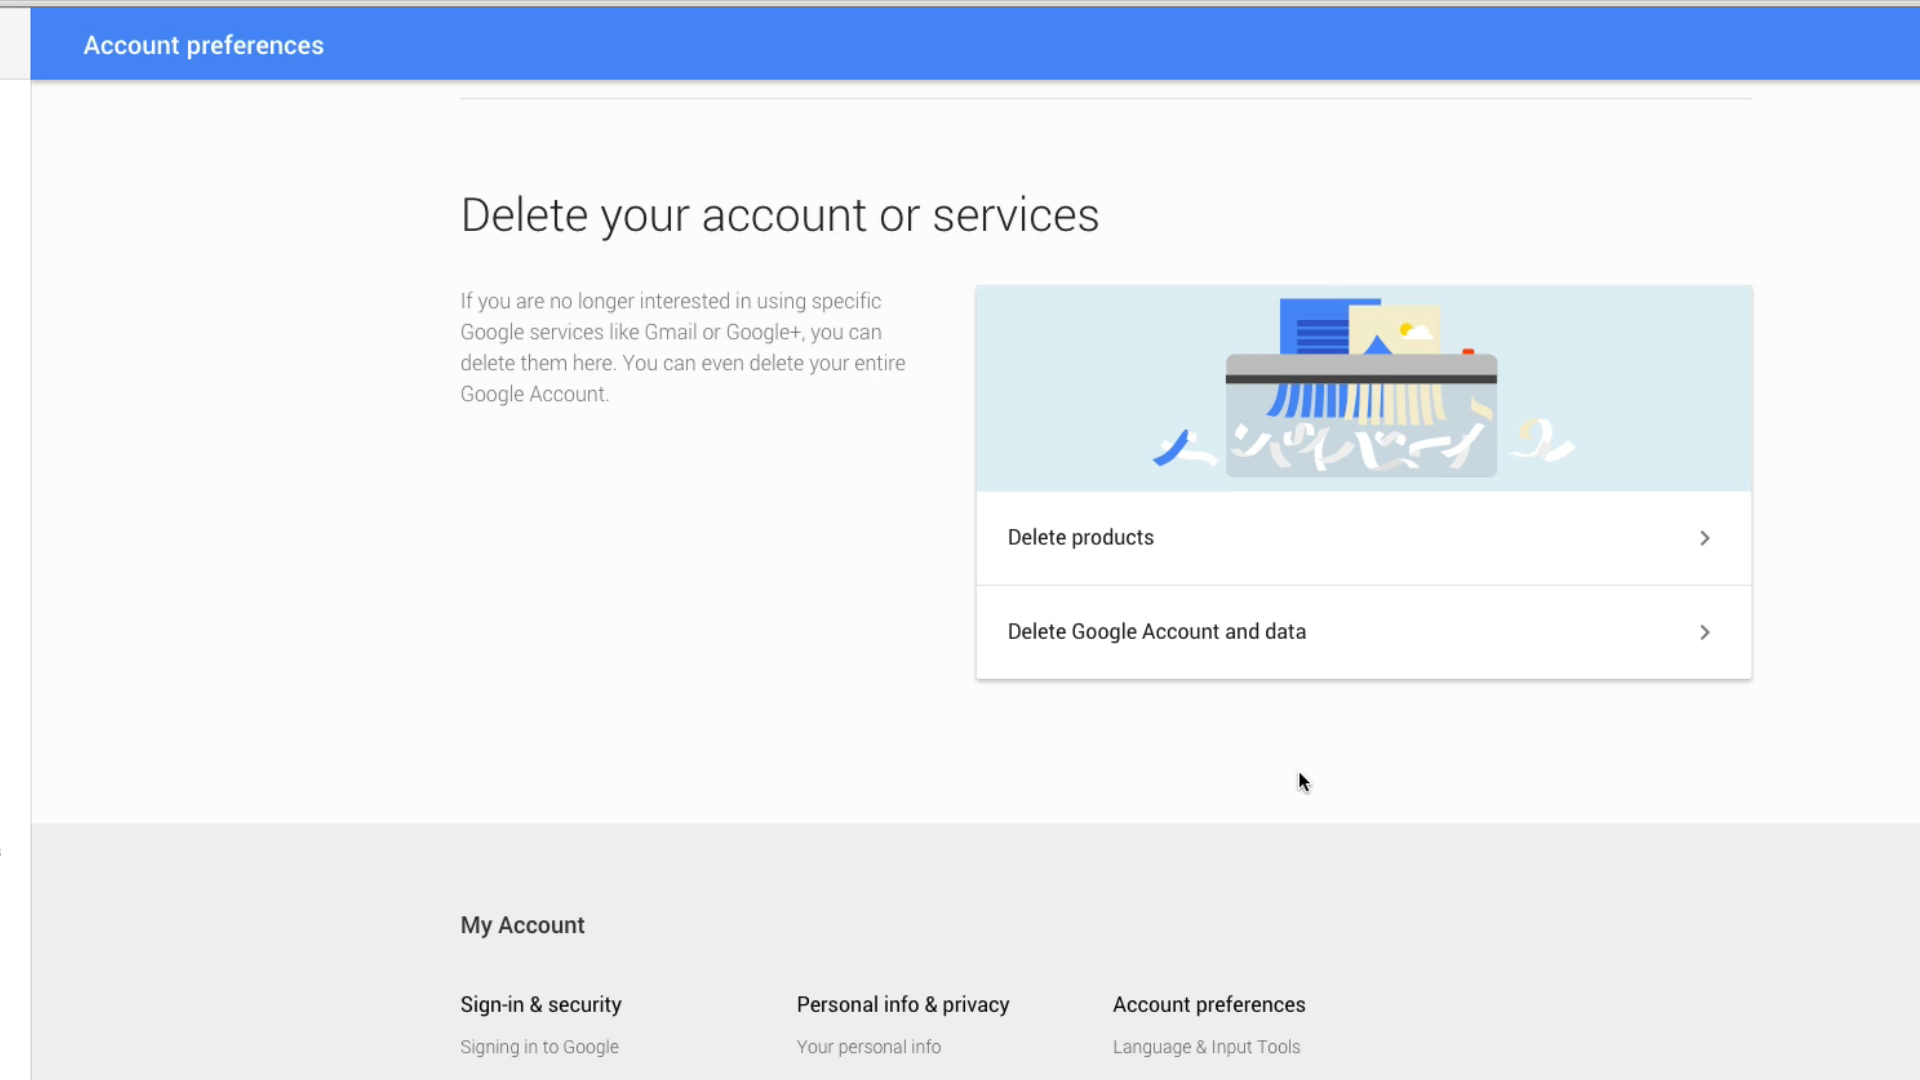 Account preferences
Delete your account or services
If you are no longer interested in using specific
Google services like Gmail or Google+, you can
delete them here. You can even delete your entire
Google Account.
Delete products
Delete Google Account and data
My Account
Sign-in & security
Personal info & privacy
Account preferences
Signing in to Google
Your personal info
Language & Input Tools